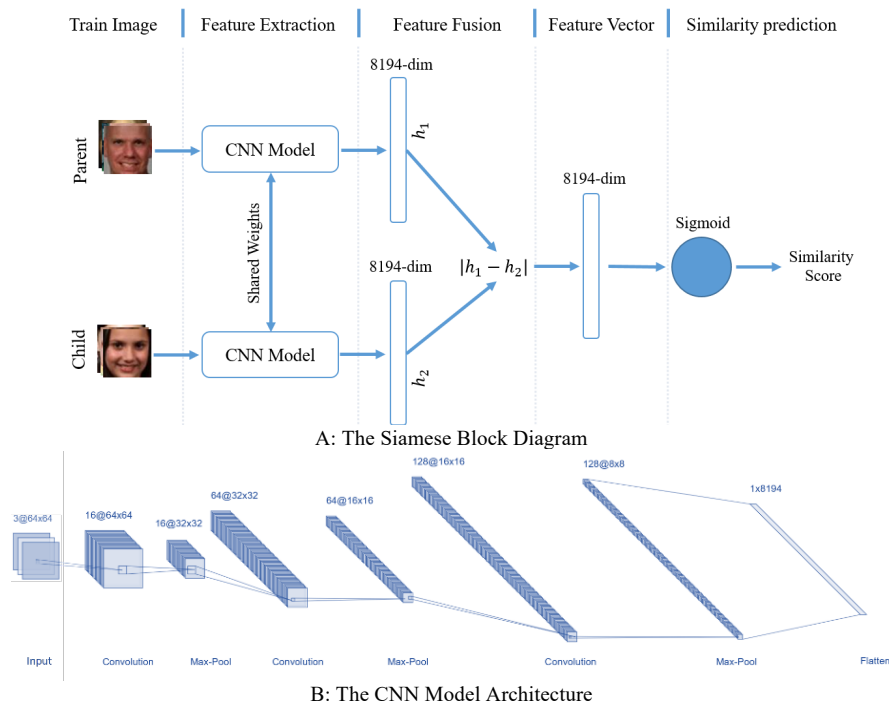 Train Image
Feature Extraction
Feature Fusion
Feature Vector
Similarity prediction
8194-dim
Parent
CNN Model
h₁
Shared Weights
8194-dim
|h₁ − h₂|
8194-dim
Sigmoid
Similarity
Score
Child
CNN Model
h₂
A: The Siamese Block Diagram
3@64x64
16@64x64
16@32x32
64@32x32
64@16x16
128@16x16
128@8x8
1x8194
Input
Convolution
Max-Pool
Convolution
Max-Pool
Convolution
Max-Pool
Flatten
B: The CNN Model Architecture